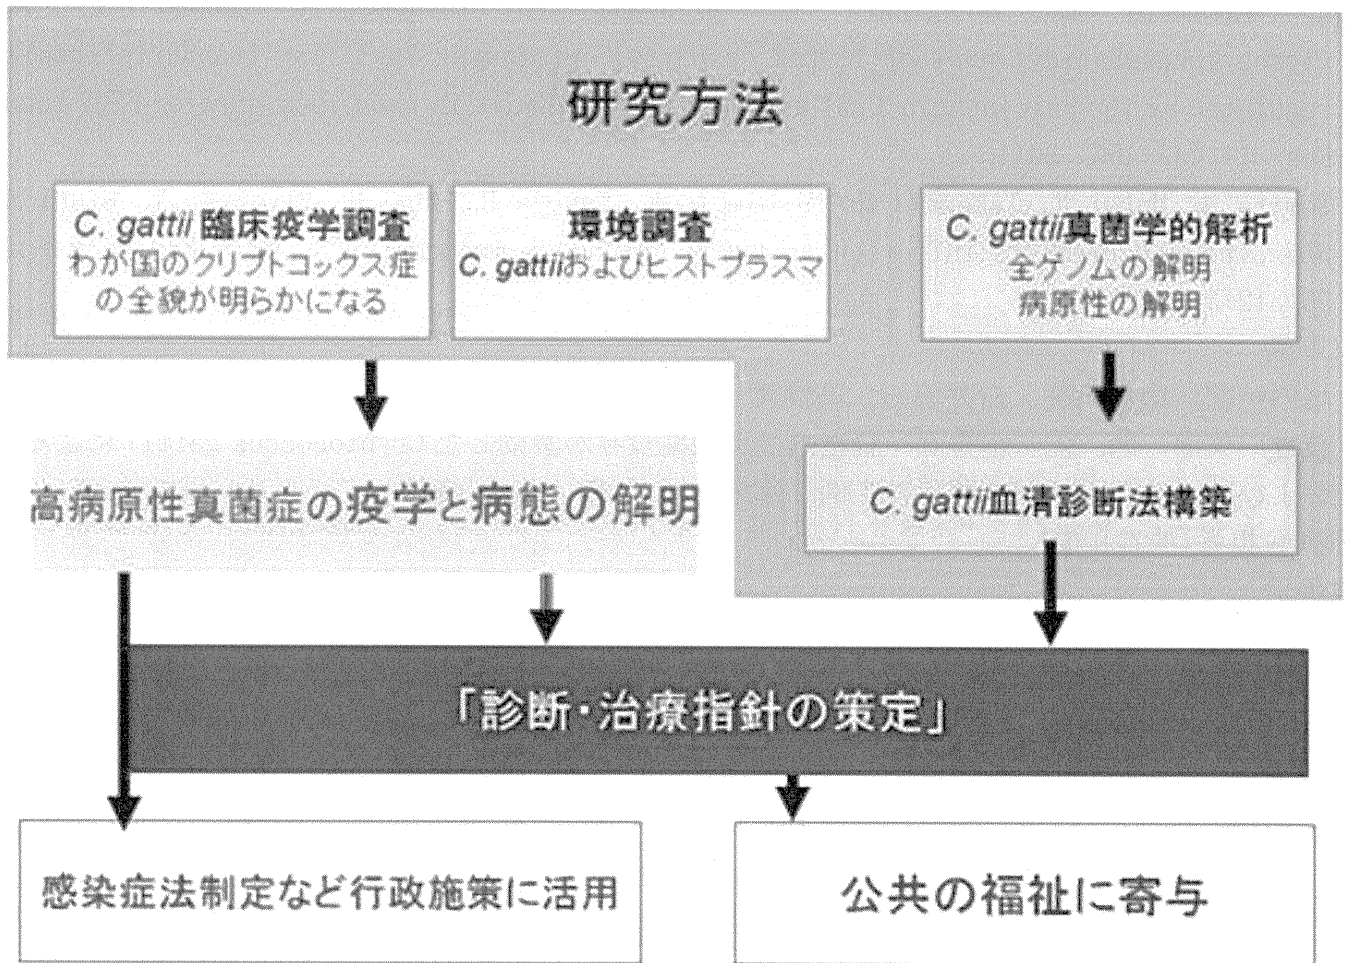 研究方法
C. gattii 臨床疫学調査
わが国のクリプトコックス症
の全貌が明らかになる
環境調査
C. gattiiおよびヒストプラスマ
C. gattii真菌学的解析
全ゲノムの解明
病原性の解明
高病原性真菌症の疫学と病態の解明
C. gattii血清診断法構築
「診断・治療指針の策定」
感染症法制定など行政施策に活用
公共の福祉に寄与